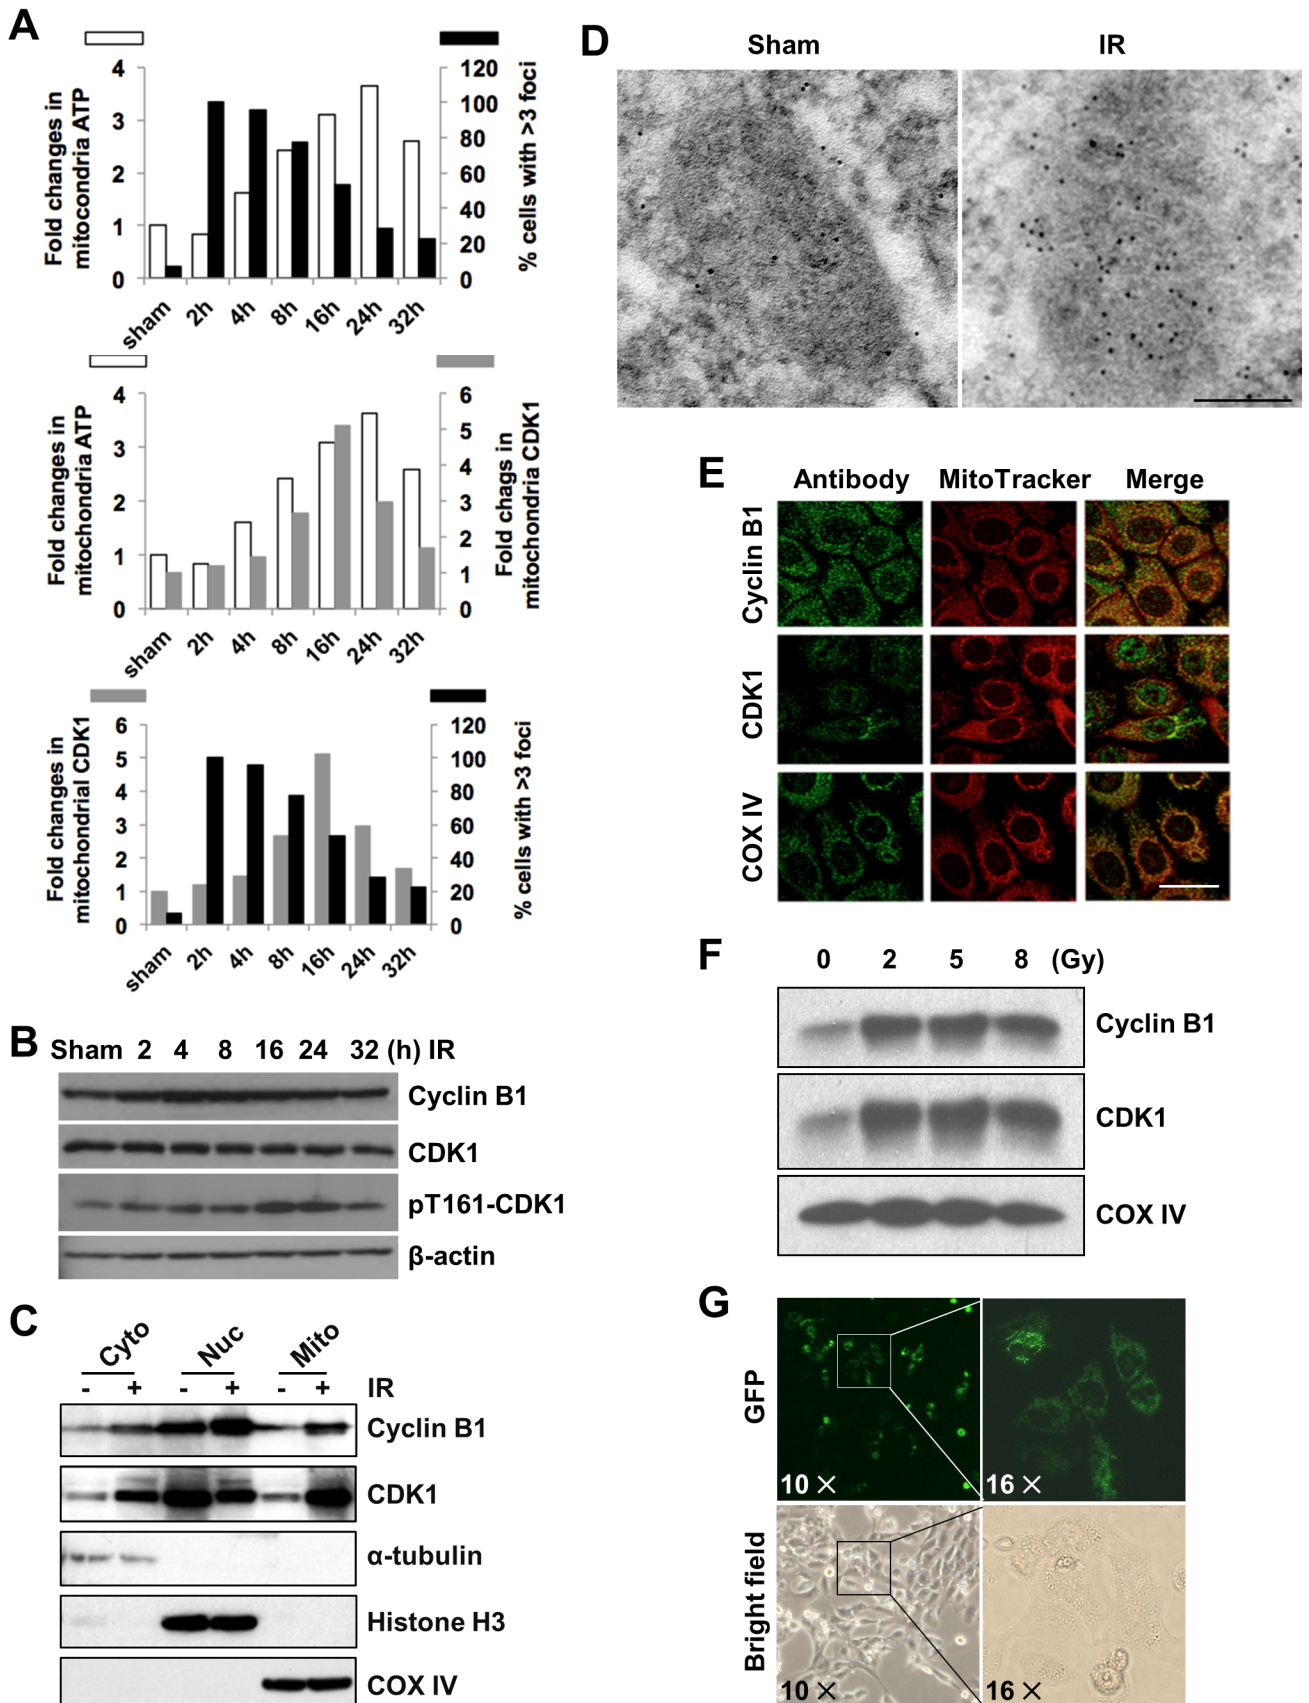 A
4
3
2
1
0
Fold changes in
mitocondria ATP
120
100
80
60
40
20
0
% cells with >3 foci
sham 2h 4h 8h 16h 24h 32h
4
3
2
1
0
Fold changes in
mitochondria ATP
6
5
4
3
2
1
0
Fold chags in
mitochondria CDK1
sham 2h 4h 8h 16h 24h 32h
6
5
4
3
2
1
0
Fold changes in
mitochondrial CDK1
120
100
80
60
40
20
0
% cells with >3 foci
sham 2h 4h 8h 16h 24h 32h
B
Sham 2 4 8 16 24 32 (h) IR
Cyclin B1
CDK1
pT161-CDK1
β-actin
C
Cyto Nuc Mito
- + - + - + IR
Cyclin B1
CDK1
α-tubulin
Histone H3
COX IV
D
Sham IR
E
Antibody MitoTracker Merge
Cyclin B1
CDK1
COX IV
F
0 2 5 8 (Gy)
Cyclin B1
CDK1
COX IV
G
GFP
10 × 16 ×
Bright field
10 × 16 ×